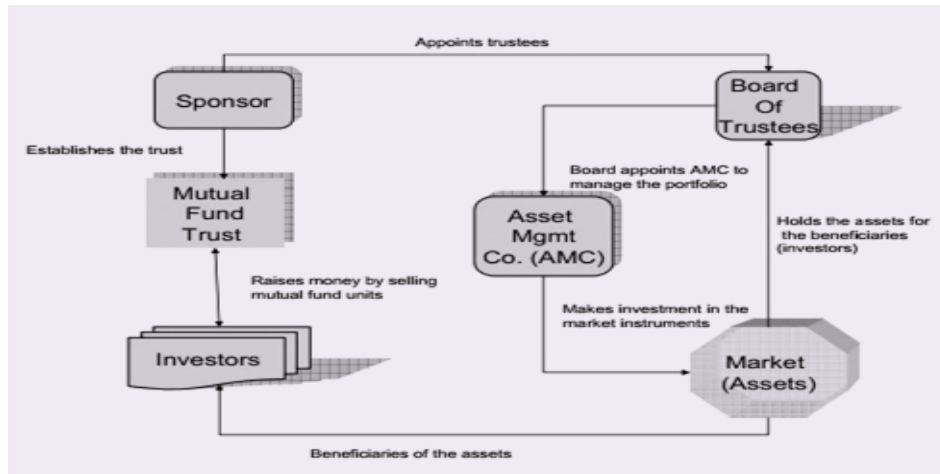 Appoints trustees
Sponsor
Board
Of
Trustees
Establishes the trust
Board appoints AMC to
manage the portfolio
Mutual
Fund
Trust
Asset
Mgmt
Co. (AMC)
Holds the assets for
the beneficiaries
(investors)
Raises money by selling
mutual fund units
Makes investment in the
market instruments
Investors
Market
(Assets)
Beneficiaries of the assets